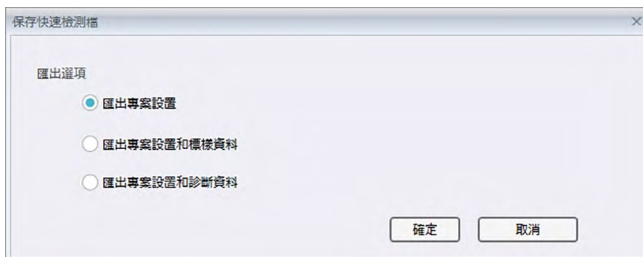 保存快速檢測檔
匯出選項
匯出專案設置
匯出專案設置和標樣資料
匯出專案設置和診斷資料
確定 取消